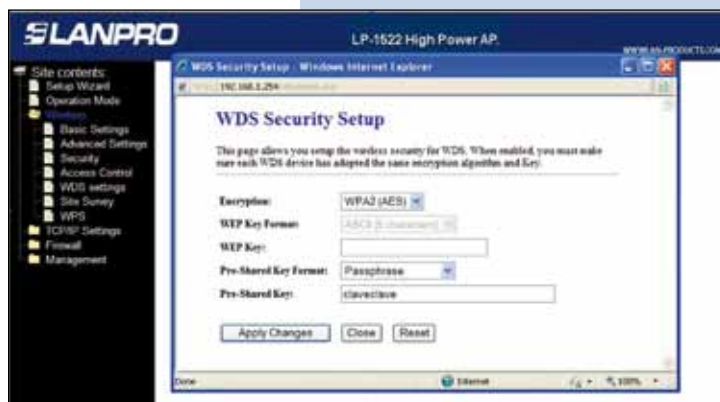 LANPRO
LP-1522 High Power AP.
WDS Security Setup - Windows Internet Explorer
192.168.1.254
Site contents:
Setup Wizard
Operation Mode
Wireless
Basic Settings
Advanced Settings
Security
Access Control
WDS settings
Site Survey
WPS
TCP/IP Settings
Firewall
Management
WDS Security Setup
This page allows you setup the wireless security for WDS. When enabled, you must make
sure each WDS device has adopted the same encryption algorithm and Key.
Encryption: WPA2 (AES)
WEP Key Format: ASCII (5 characters)
WEP Key:
Pre-Shared Key Format: Passphrase
Pre-Shared Key: claveclave
Apply Changes Close Reset
Done Internet 100%